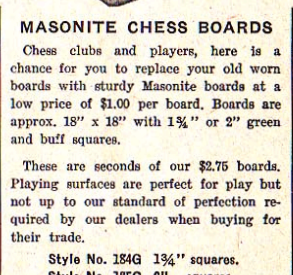 MASONITE CHESS BOARDS
Chess clubs and players, here is a
chance for you to replace your old worn
boards with sturdy Masonite boards at a
low price of $1.00 per board. Boards are
approx. 18" x 18" with 1¾" or 2" green
and buff squares.
These are seconds of our $2.75 boards.
Playing surfaces are perfect for play but
not up to our standard of perfection re-
quired by our dealers when buying for
their trade.
Style No. 184G 1¾" squares.
Style No.